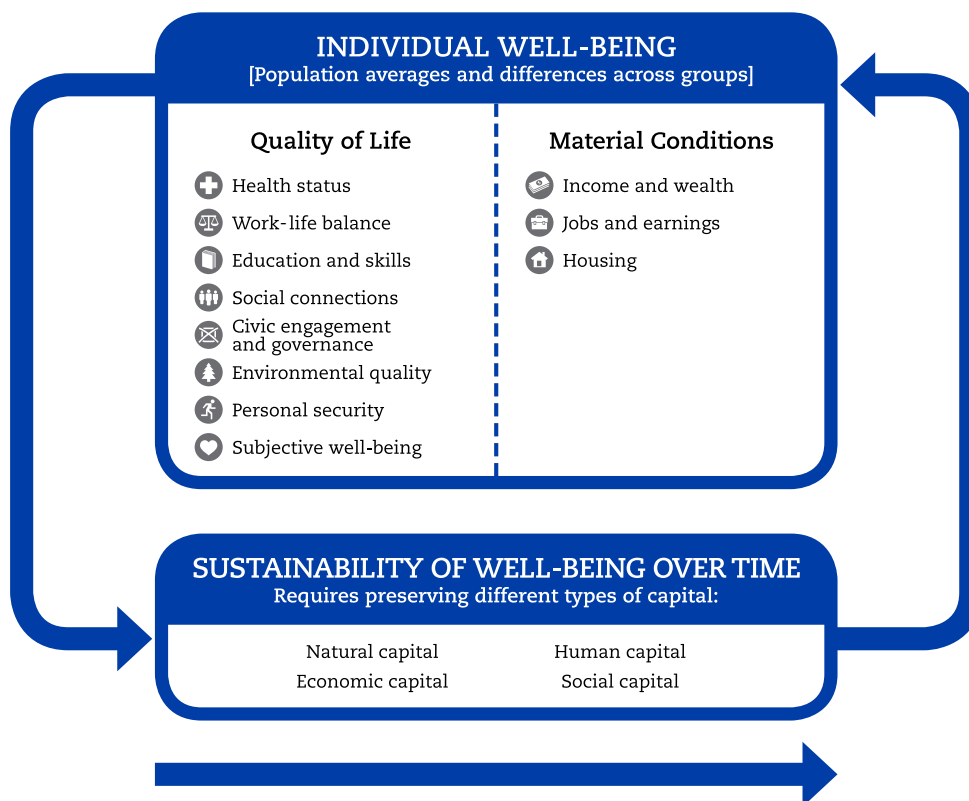 INDIVIDUAL WELL-BEING
[Population averages and differences across groups]
Quality of Life
Health status
Work-life balance
Education and skills
Social connections
Civic engagement
and governance
Environmental quality
Personal security
Subjective well-being
Material Conditions
Income and wealth
Jobs and earnings
Housing
SUSTAINABILITY OF WELL-BEING OVER TIME
Requires preserving different types of capital:
Natural capital
Human capital
Economic capital
Social capital